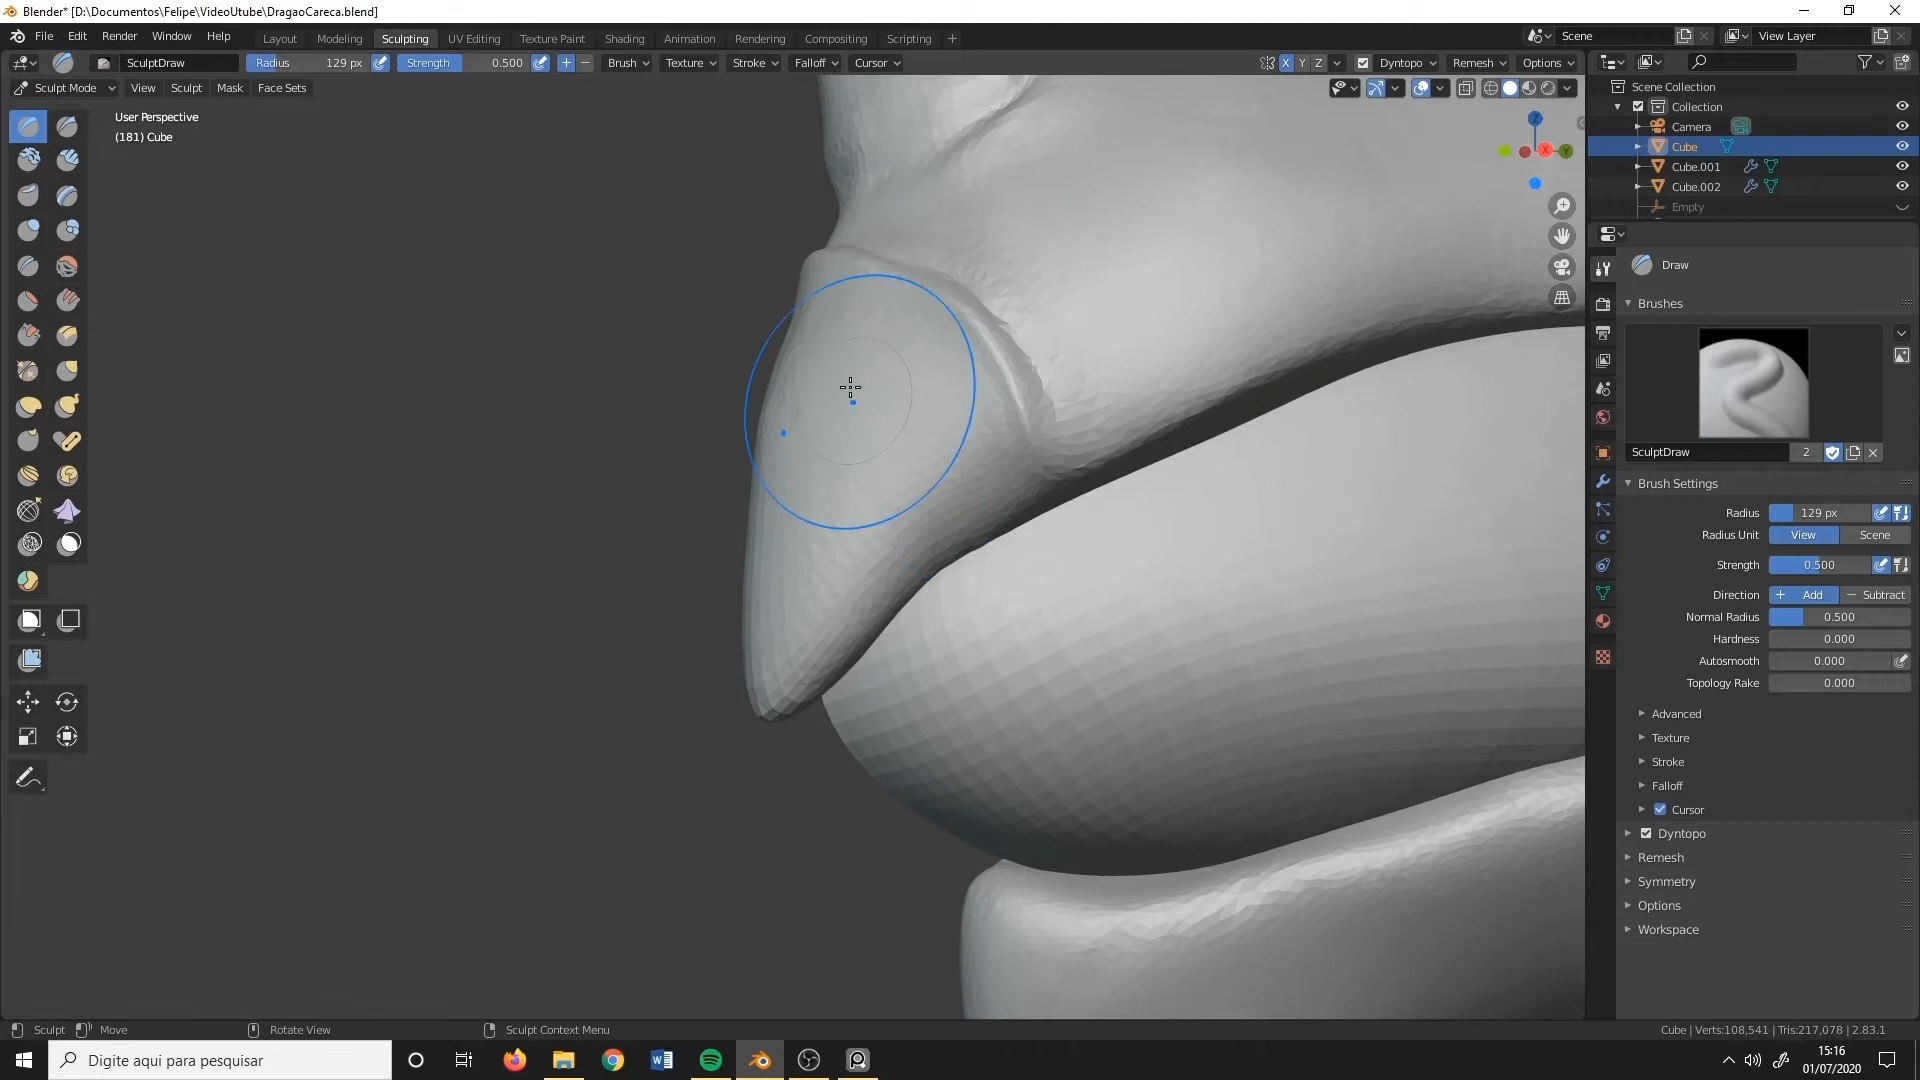 Blender* [D:\Documentos\Felipe\VideoUtube\DragaoCareca.blend]
File Edit Render Window Help Layout Modeling Sculpting UV Editing Texture Paint Shading Animation Rendering Compositing Scripting + Scene View Layer
SculptDraw Radius 129 px Strength 0.500 Brush Texture Stroke Falloff Cursor X Y Z Dyntopo Remesh Options
Sculpt Mode View Sculpt Mask Face Sets
User Perspective
(181) Cube
Z
X Y
Scene Collection
Collection
Camera
Cube
Cube.001
Cube.002
Empty
Draw
Brushes
SculptDraw 2
Brush Settings
Radius 129 px
Radius Unit View Scene
Strength 0.500
Direction + Add − Subtract
Normal Radius 0.500
Hardness 0.000
Autosmooth 0.000
Topology Rake 0.000
Advanced
Texture
Stroke
Falloff
Cursor
Dyntopo
Remesh
Symmetry
Options
Workspace
Sculpt Move Rotate View Sculpt Context Menu Cube | Verts:108,541 | Tris:217,078 | 2.83.1
Digite aqui para pesquisar
15:16
01/07/2020